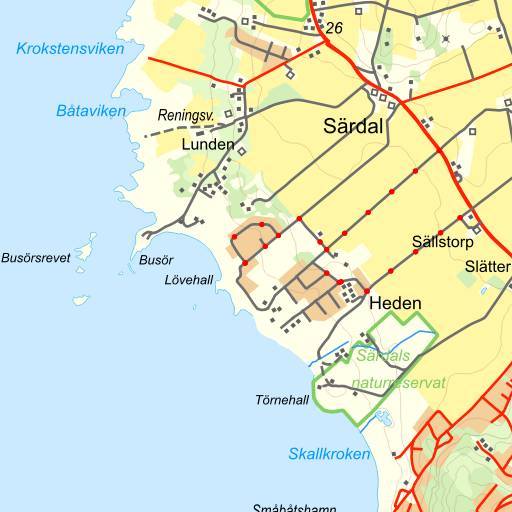 26
Krokstensviken
Båtaviken
Reningsv.
Särdal
Lunden
Sällstorp
Busörsrevet
Busör
Slätter
Lövehall
Heden
Särdals
naturreservat
Törnehall
Skallkroken
Småbåtshamn